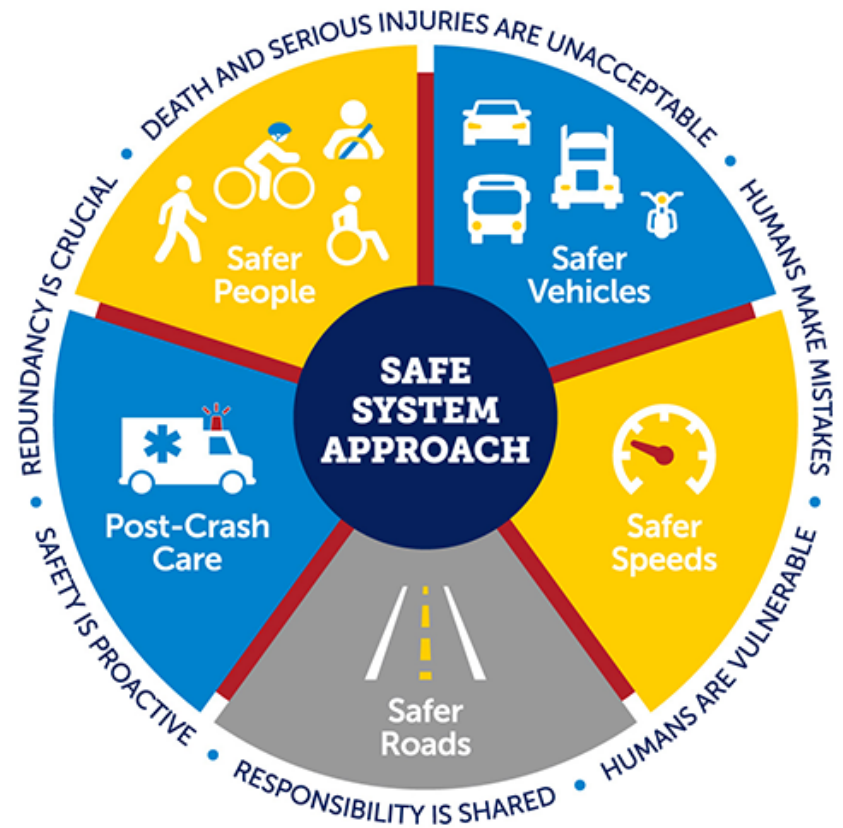 DEATH AND SERIOUS INJURIES ARE UNACCEPTABLE
HUMANS MAKE MISTAKES
HUMANS ARE VULNERABLE
RESPONSIBILITY IS SHARED
SAFETY IS PROACTIVE
REDUNDANCY IS CRUCIAL
Safer
People
Safer
Vehicles
SAFE
SYSTEM
APPROACH
Post-Crash
Care
Safer
Speeds
Safer
Roads